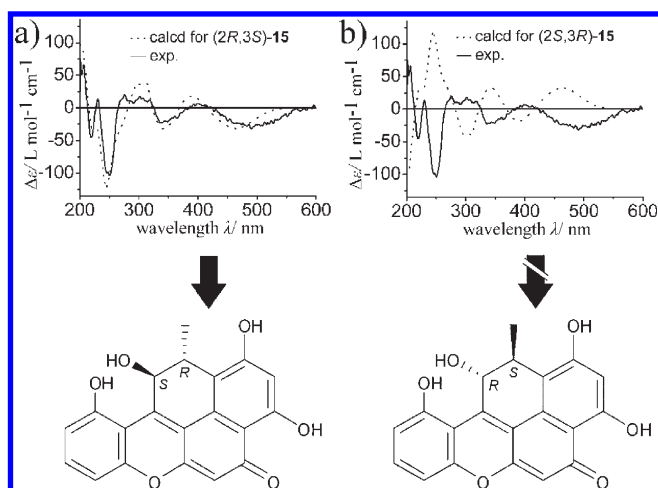 a)
calcd for (2R,3S)-15
exp.
100
50
0
-50
-100
Δε/ L mol-1 cm-1
200 300 400 500 600
wavelength λ/ nm
HO
OH
S
R
OH
OH
O
O
b)
calcd for (2S,3R)-15
exp.
100
50
0
-50
-100
Δε/ L mol-1 cm-1
200 300 400 500 600
wavelength λ/ nm
HO
OH
R
S
OH
OH
O
O